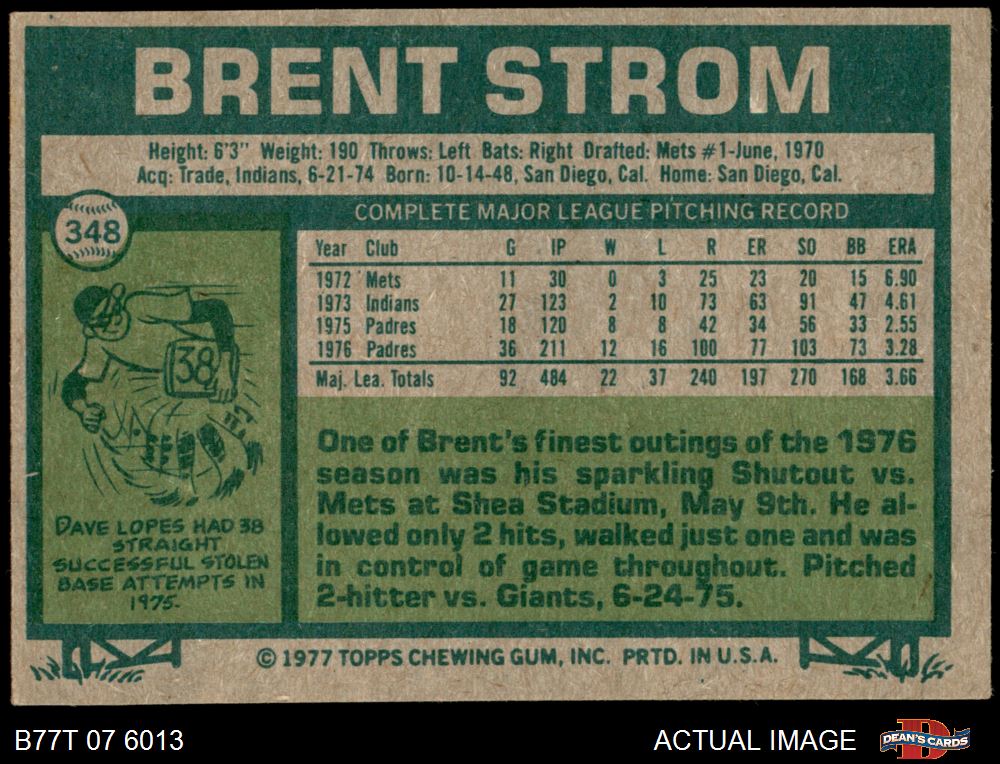 BRENT STROM
Height: 6'3" Weight: 190 Throws: Left Bats: Right Drafted: Mets #1-June, 1970
Acq: Trade, Indians, 6-21-74 Born: 10-14-48, San Diego, Cal. Home: San Diego, Cal.
348
COMPLETE MAJOR LEAGUE PITCHING RECORD
Year Club G IP W L R ER SO BB ERA
1972 Mets 11 30 0 3 25 23 20 15 6.90
1973 Indians 27 123 2 10 73 63 91 47 4.61
1975 Padres 18 120 8 8 42 34 56 33 2.55
1976 Padres 36 211 12 16 100 77 103 73 3.28
Maj. Lea. Totals 92 484 22 37 240 197 270 168 3.66
38
DAVE LOPES HAD 38
STRAIGHT
SUCCESSFUL STOLEN
BASE ATTEMPTS IN
1975.
One of Brent's finest outings of the 1976
season was his sparkling Shutout vs.
Mets at Shea Stadium, May 9th. He al-
lowed only 2 hits, walked just one and was
in control of game throughout. Pitched
2-hitter vs. Giants, 6-24-75.
© 1977 TOPPS CHEWING GUM, INC. PRTD. IN U.S.A.
B77T 07 6013
ACTUAL IMAGE
D
DEAN'S CARDS